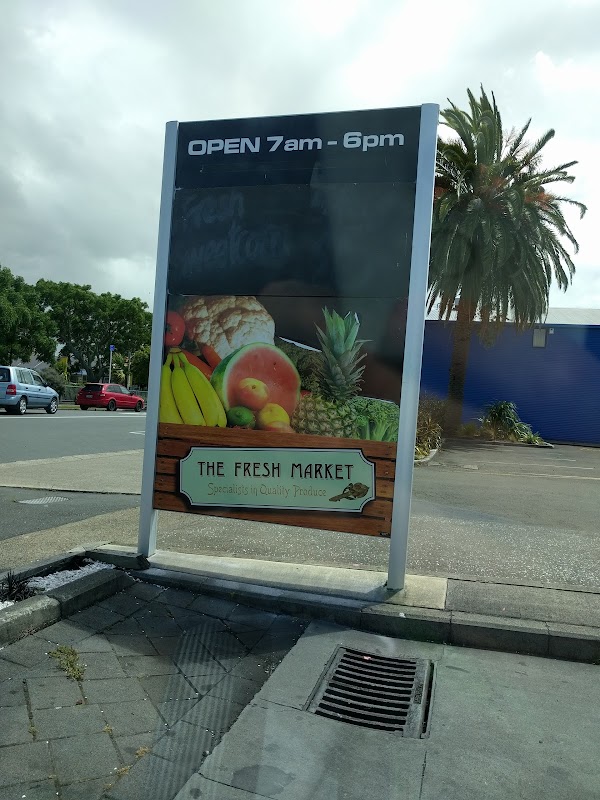 OPEN 7am - 6pm
Fresh
THE FRESH MARKET
Specialists in Quality Produce